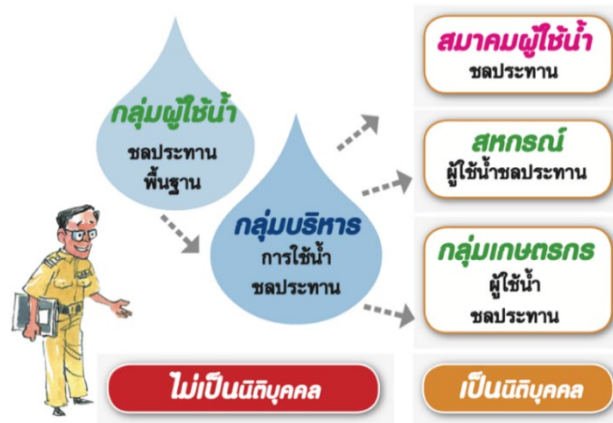 กลุ่มผู้ใช้น้ำ
ชลประทาน
พื้นฐาน
กลุ่มบริหาร
การใช้น้ำ
ชลประทาน
สมาคมผู้ใช้น้ำ
ชลประทาน
สหกรณ์
ผู้ใช้น้ำชลประทาน
กลุ่มเกษตรกร
ผู้ใช้น้ำ
ชลประทาน
ไม่เป็นนิติบุคคล
เป็นนิติบุคคล